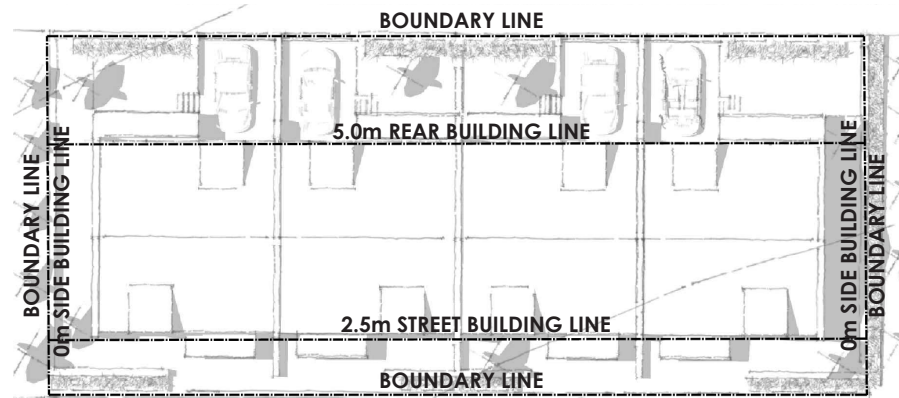 BOUNDARY LINE
5.0m REAR BUILDING LINE
BOUNDARY LINE
0m SIDE BUILDING LINE
0m SIDE BUILDING LINE
BOUNDARY LINE
2.5m STREET BUILDING LINE
BOUNDARY LINE